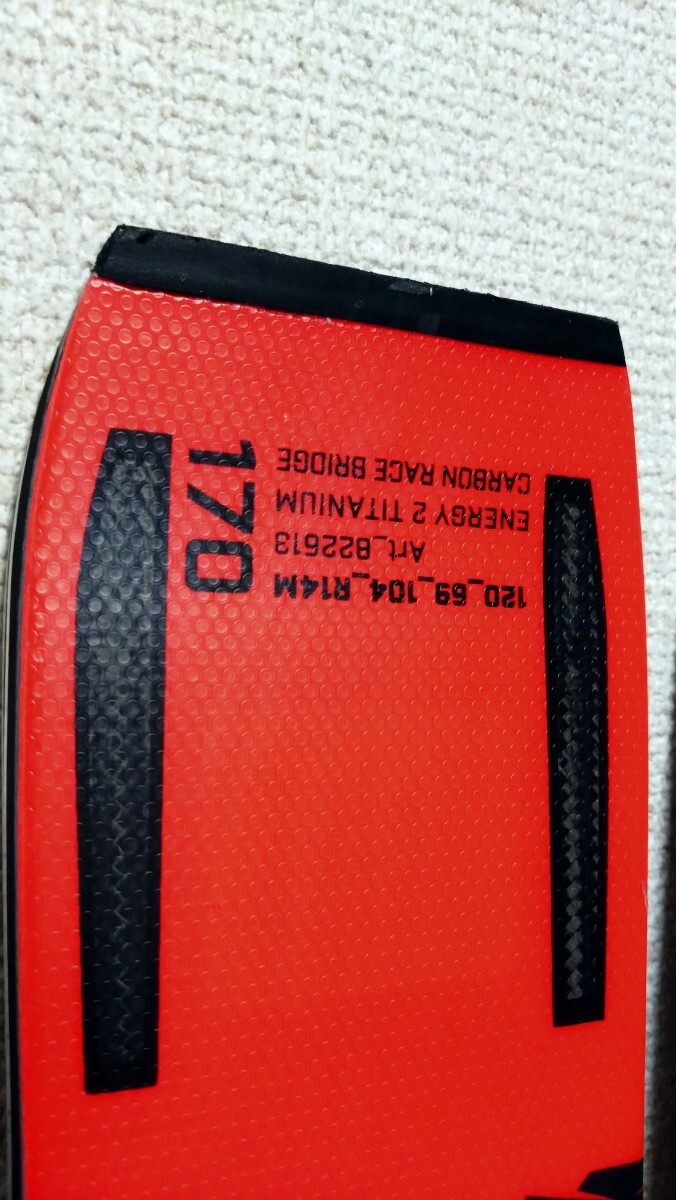 120_69_104_R14M
Art_822613
ENERGY 2 TITANIUM
CARBON RACE BRIDGE
170